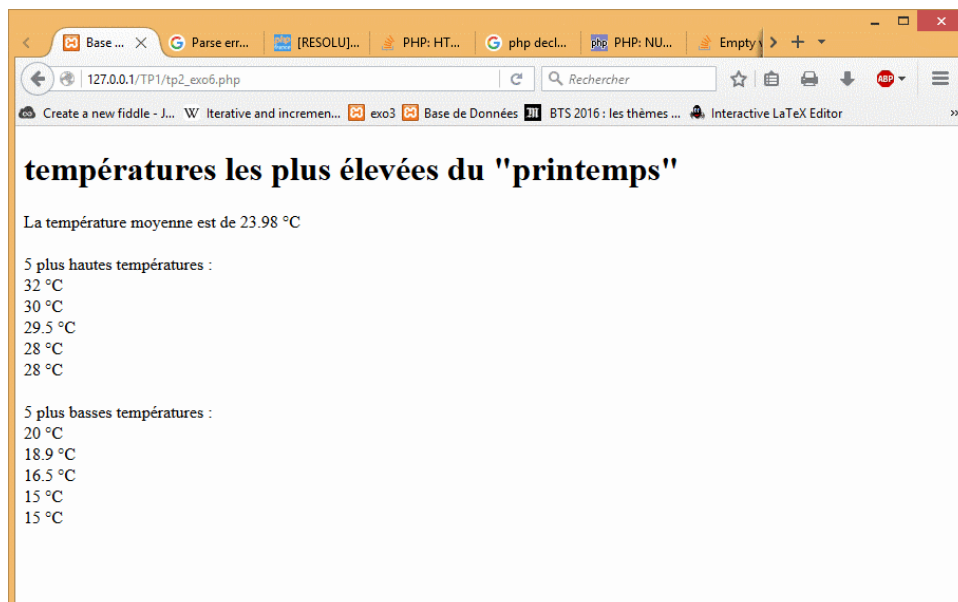 Base ... Parse err... [RESOLU]... PHP: HT... php decl... PHP: NU... Empty
127.0.0.1/TP1/tp2_exo6.php Rechercher ABP
Create a new fiddle - J... W Iterative and incremen... exo3 Base de Données BTS 2016 : les thèmes ... Interactive LaTeX Editor »
températures les plus élevées du "printemps"
La température moyenne est de 23.98 °C
5 plus hautes températures :
32 °C
30 °C
29.5 °C
28 °C
28 °C
5 plus basses températures :
20 °C
18.9 °C
16.5 °C
15 °C
15 °C